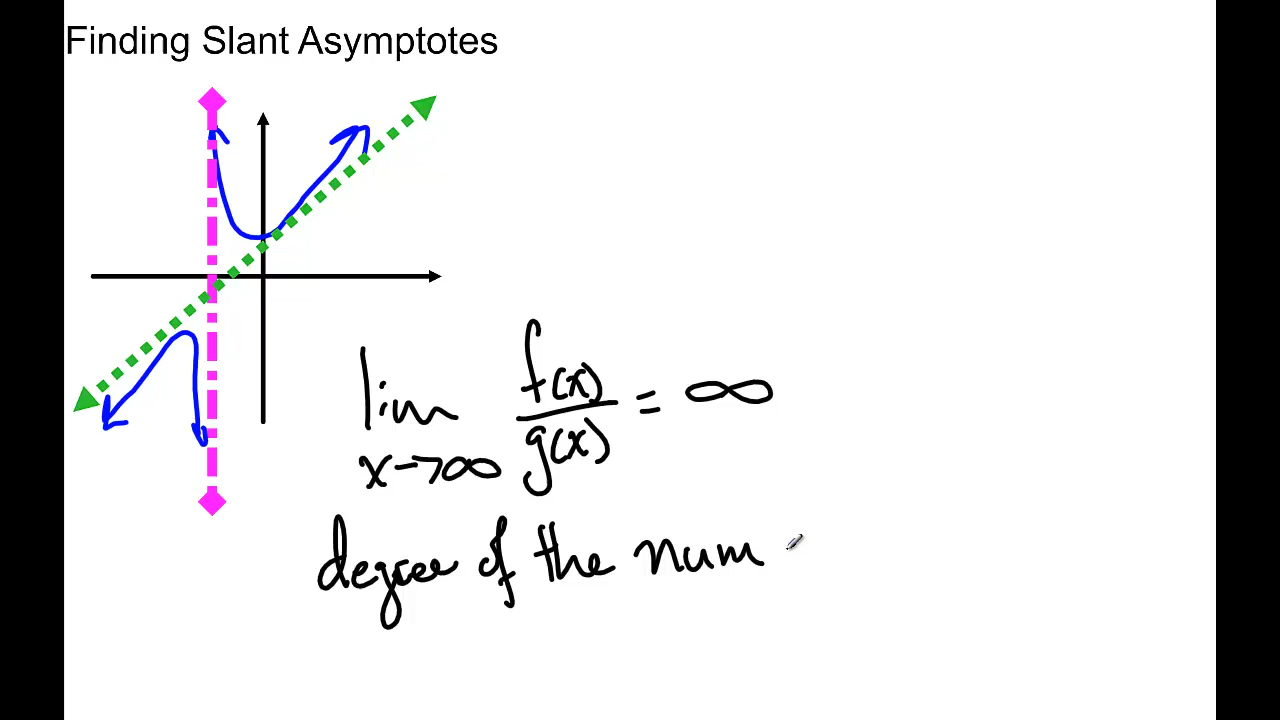 Finding Slant Asymptotes
lim f(x)/g(x) = ∞
x→∞
degree of the num